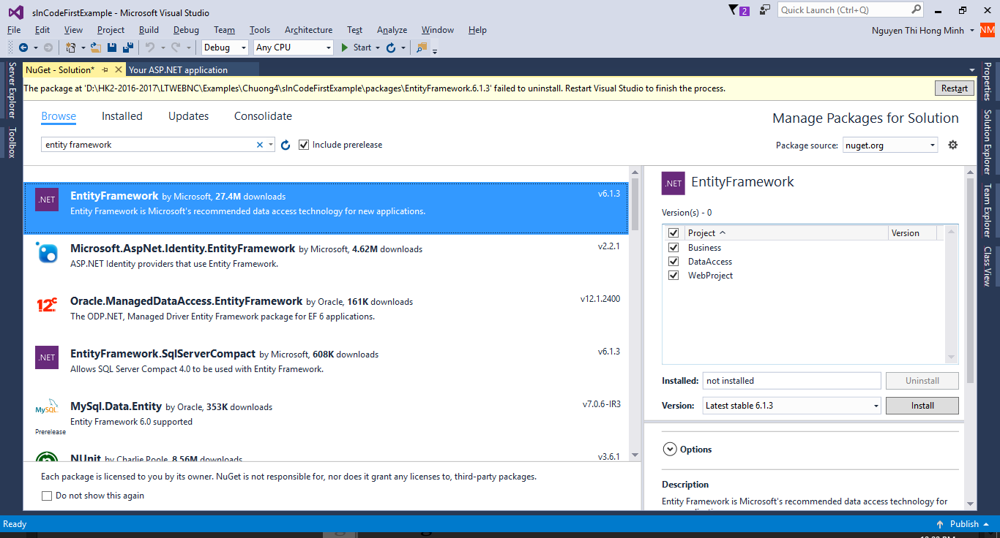 slnCodeFirstExample - Microsoft Visual Studio
2
Quick Launch (Ctrl+Q)
File Edit View Project Build Debug Team Tools Architecture Test Analyze Window Help
Nguyen Thi Hong Minh
NM
Debug Any CPU Start
NuGet - Solution* Your ASP.NET application
Server Explorer
Toolbox
The package at 'D:\HK2-2016-2017\LTWEBNC\Examples\Chuong4\slnCodeFirstExample\packages\EntityFramework.6.1.3' failed to uninstall. Restart Visual Studio to finish the process.
Restart
Browse Installed Updates Consolidate
Manage Packages for Solution
entity framework
Include prerelease
Package source: nuget.org
.NET
EntityFramework by Microsoft, 27.4M downloads
v6.1.3
Entity Framework is Microsoft's recommended data access technology for new applications.
Microsoft.AspNet.Identity.EntityFramework by Microsoft, 4.62M downloads
v2.2.1
ASP.NET Identity providers that use Entity Framework.
12c
Oracle.ManagedDataAccess.EntityFramework by Oracle, 161K downloads
v12.1.2400
The ODP.NET, Managed Driver Entity Framework package for EF 6 applications.
.NET
EntityFramework.SqlServerCompact by Microsoft, 608K downloads
v6.1.3
Allows SQL Server Compact 4.0 to be used with Entity Framework.
MySQL
MySql.Data.Entity by Oracle, 353K downloads
v7.0.6-IR3
Entity Framework 6.0 supported
Prerelease
NUnit by Charlie Poole, 8.56M downloads
v3.6.1
Each package is licensed to you by its owner. NuGet is not responsible for, nor does it grant any licenses to, third-party packages.
Do not show this again
.NET
EntityFramework
Version(s) - 0
Project Version
Business
DataAccess
WebProject
Installed: not installed Uninstall
Version: Latest stable 6.1.3 Install
Options
Description
Entity Framework is Microsoft's recommended data access technology for
Properties
Solution Explorer
Team Explorer
Class View
Ready
Publish